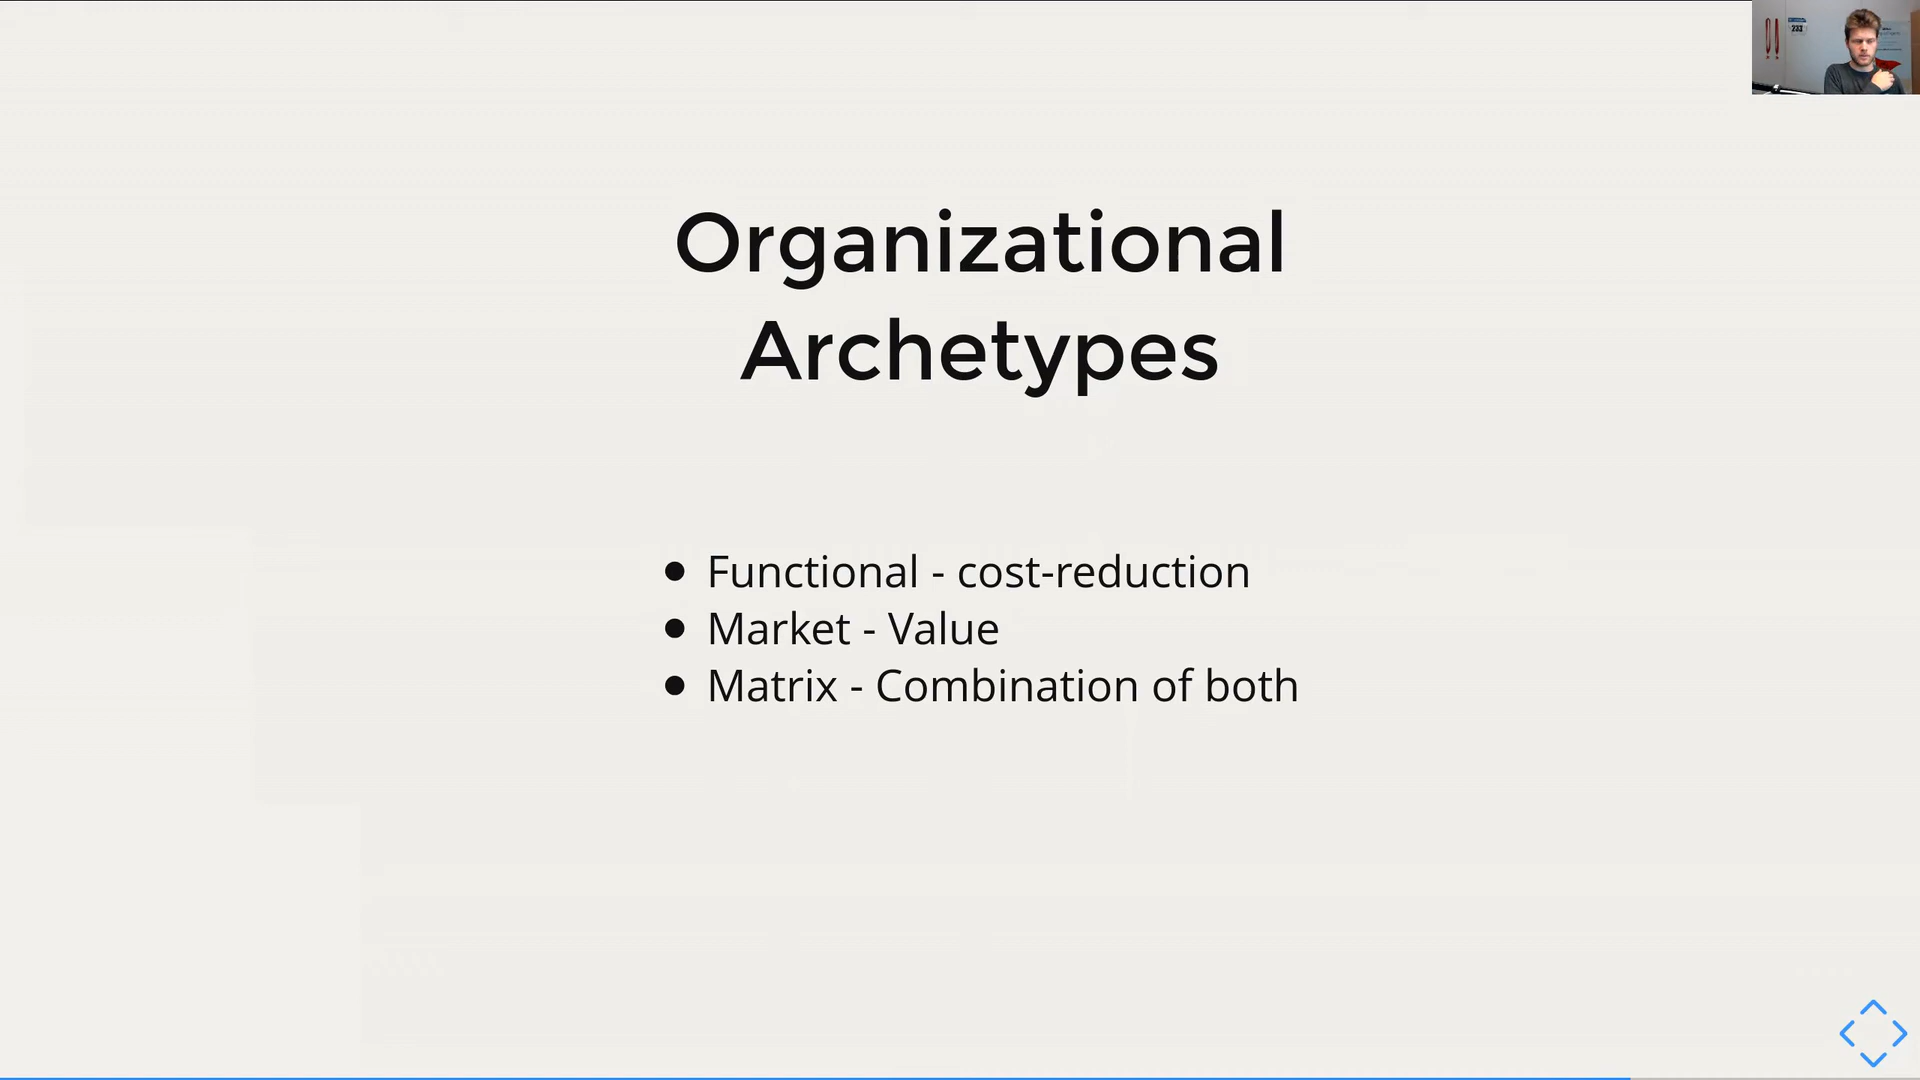 Organizational
Archetypes
Functional - cost-reduction
Market - Value
Matrix - Combination of both